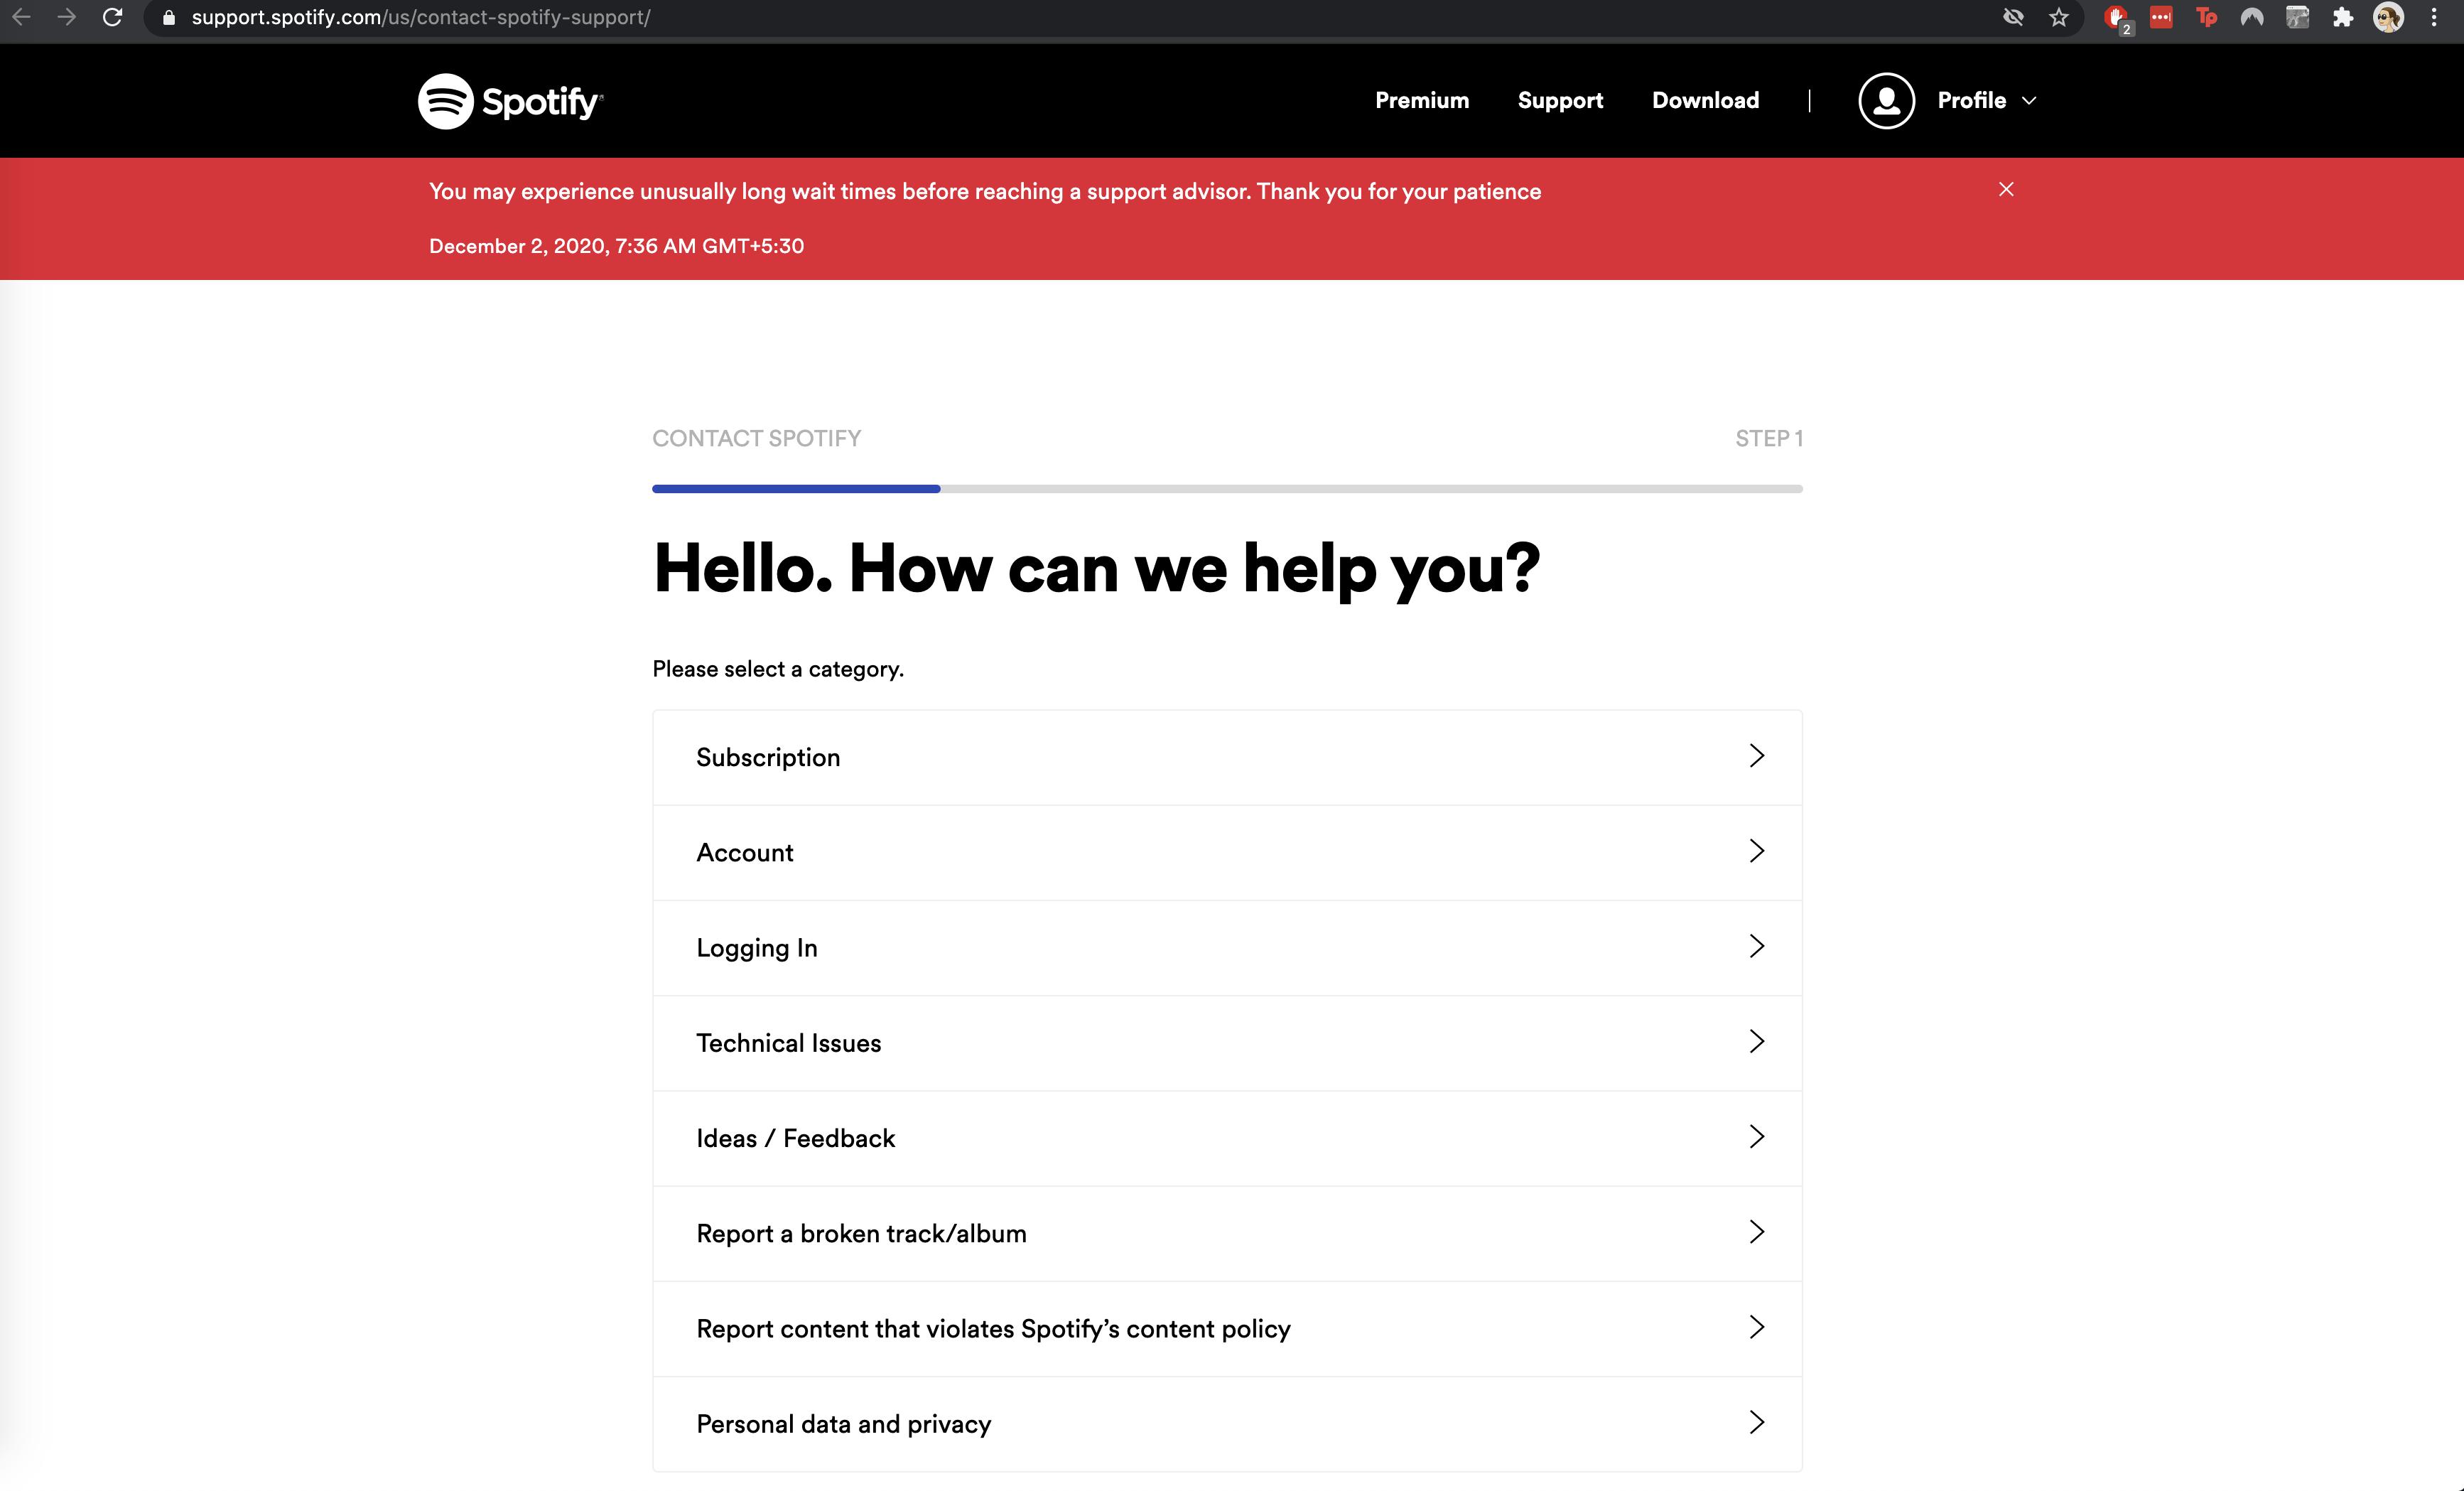 support.spotify.com/us/contact-spotify-support/
2
Tp
Spotify
Premium
Support
Download
Profile
You may experience unusually long wait times before reaching a support advisor. Thank you for your patience
December 2, 2020, 7:36 AM GMT+5:30
CONTACT SPOTIFY
STEP 1
Hello. How can we help you?
Please select a category.
Subscription
Account
Logging In
Technical Issues
Ideas / Feedback
Report a broken track/album
Report content that violates Spotify’s content policy
Personal data and privacy